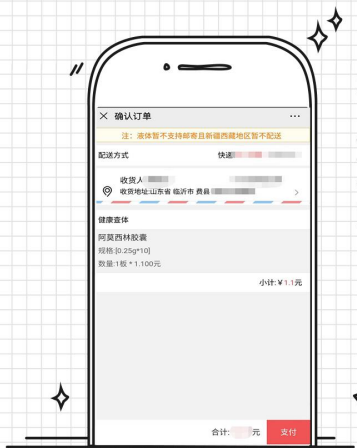 确认订单
注：液体暂不支持邮寄且新疆西藏地区暂不配送
配送方式 快递
收货人
收货地址:山东省 临沂市 费县
健康查体
阿莫西林胶囊
规格:[0.25g*10]
数量:1板 * 1.100元
小计:￥1.1元
合计: 元 支付